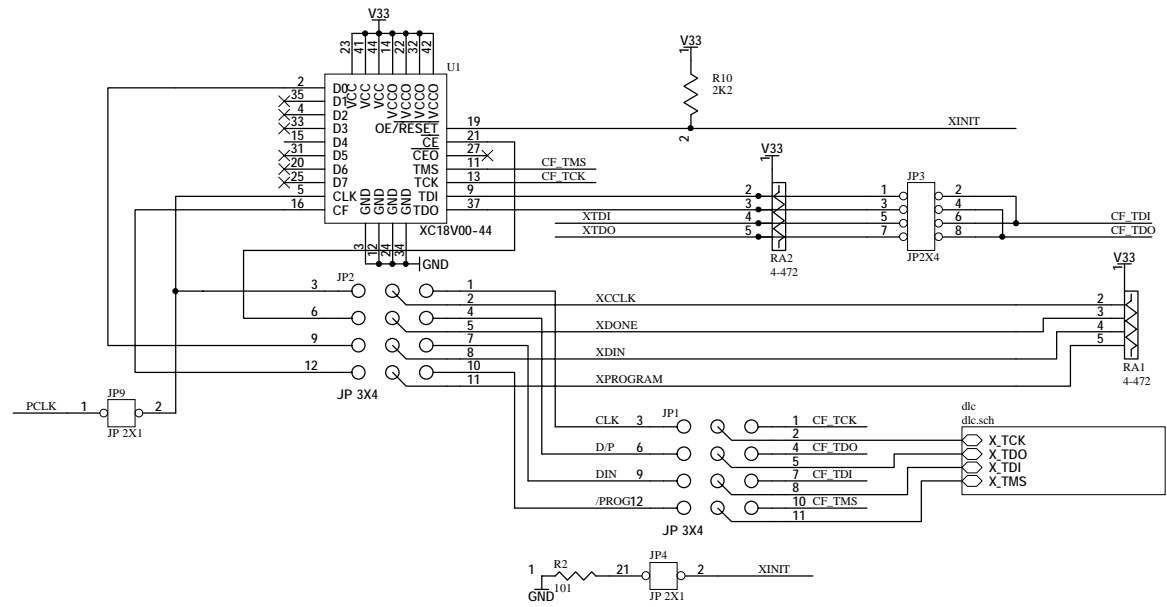 V33
23
41
44
14
22
32
42
U1
2 D0
35 D1
4 D2
33 D3
15 D4
31 D5
20 D6
25 D7
5 CLK
16 CF
VCC
VCC
VCC
VCCO
VCCO
VCCO
VCCO
OE/RESET 19
CE 21
CEO 27
TMS 11 CF_TMS
TCK 13 CF_TCK
TDI 9
TDO 37
GND
GND
GND
GND
XC18V00-44
3
12
24
34
GND
V33
1
R10
2K2
2
XINIT
V33
1
2
3
XTDI 4
XTDO 5
RA2
4-472
JP3
1 2
3 4
5 6 CF_TDI
7 8 CF_TDO
JP2X4
JP2
3 1
2 XCCLK
6 4
5 XDONE
9 7
8 XDIN
12 10
11 XPROGRAM
JP 3X4
V33
1
2
3
4
5
RA1
4-472
JP9
PCLK 1 2
JP 2X1
JP1
CLK 3 1 CF_TCK
2
D/P 6 4 CF_TDO
5
DIN 9 7 CF_TDI
8
/PROG 12 10 CF_TMS
11
JP 3X4
dlc
dlc.sch
X_TCK
X_TDO
X_TDI
X_TMS
1 R2 21 JP4 2 XINIT
GND 101 JP 2X1